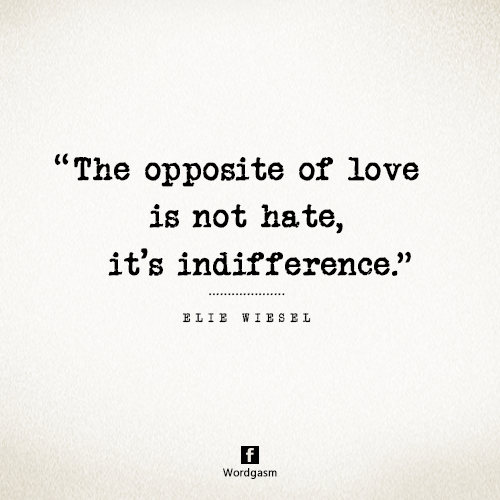 “The opposite of love
is not hate,
it’s indifference.”
ELIE WIESEL
f
Wordgasm